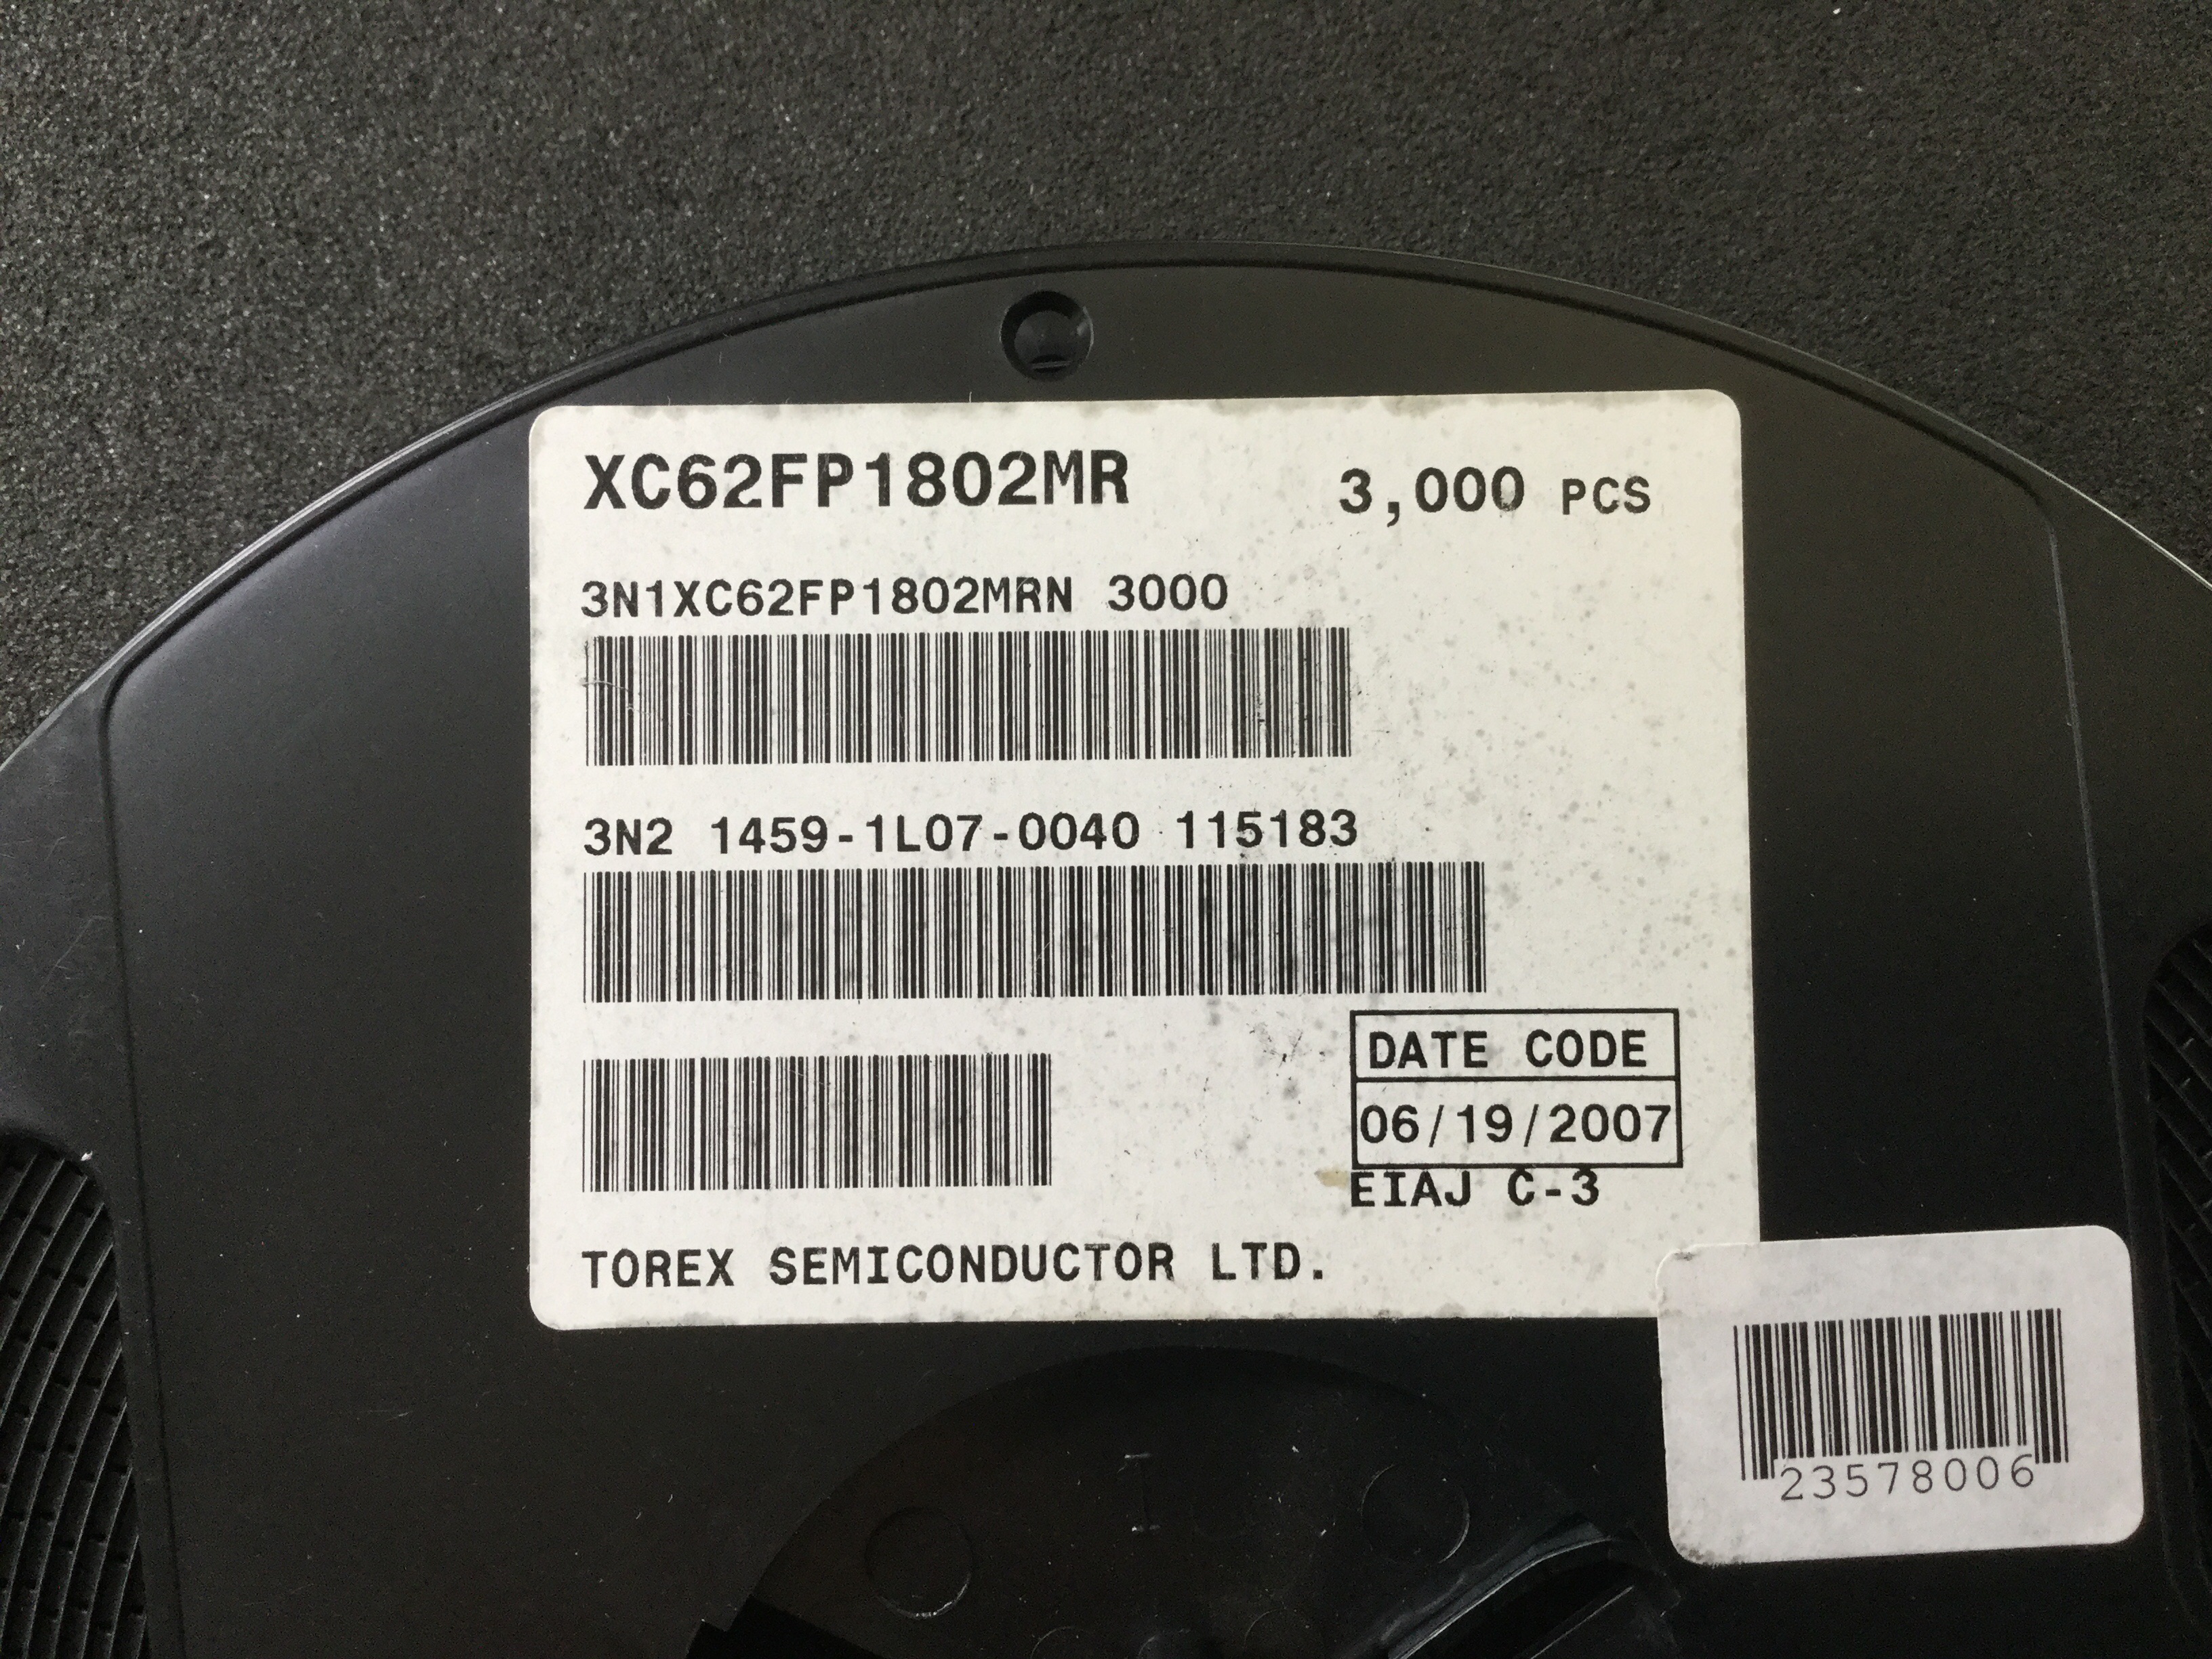 XC62FP1802MR 3,000 PCS
3N1XC62FP1802MRN 3000
3N2 1459-1L07-0040 115183
DATE CODE
06/19/2007
EIAJ C-3
TOREX SEMICONDUCTOR LTD.
23578006